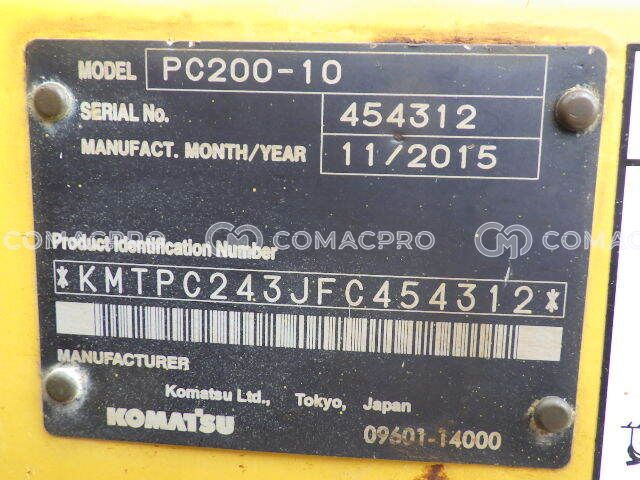 MODEL PC200-10
SERIAL No. 454312
MANUFACT. MONTH/YEAR 11/2015
COMACPRO COMACPRO
Product Identification Number
*KMTPC243JFC454312*
MANUFACTURER
Komatsu Ltd., Tokyo, Japan
KOMATSU 09601-14000